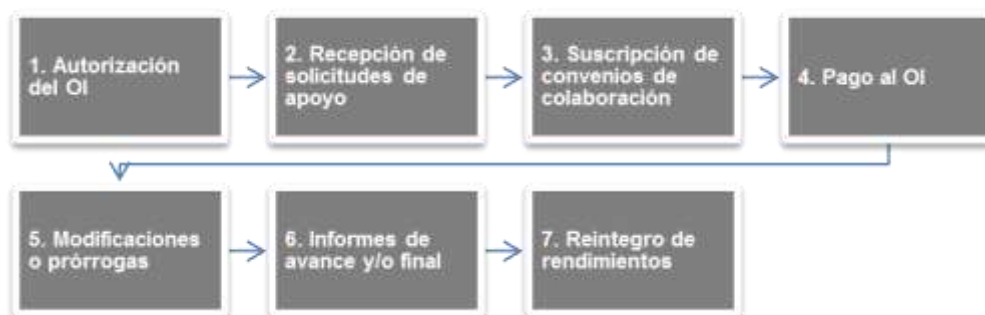 1. Autorización
del OI
2. Recepción de
solicitudes de
apoyo
3. Suscripción de
convenios de
colaboración
4. Pago al OI
5. Modificaciones
o prórrogas
6. Informes de
avance y/o final
7. Reintegro de
rendimientos